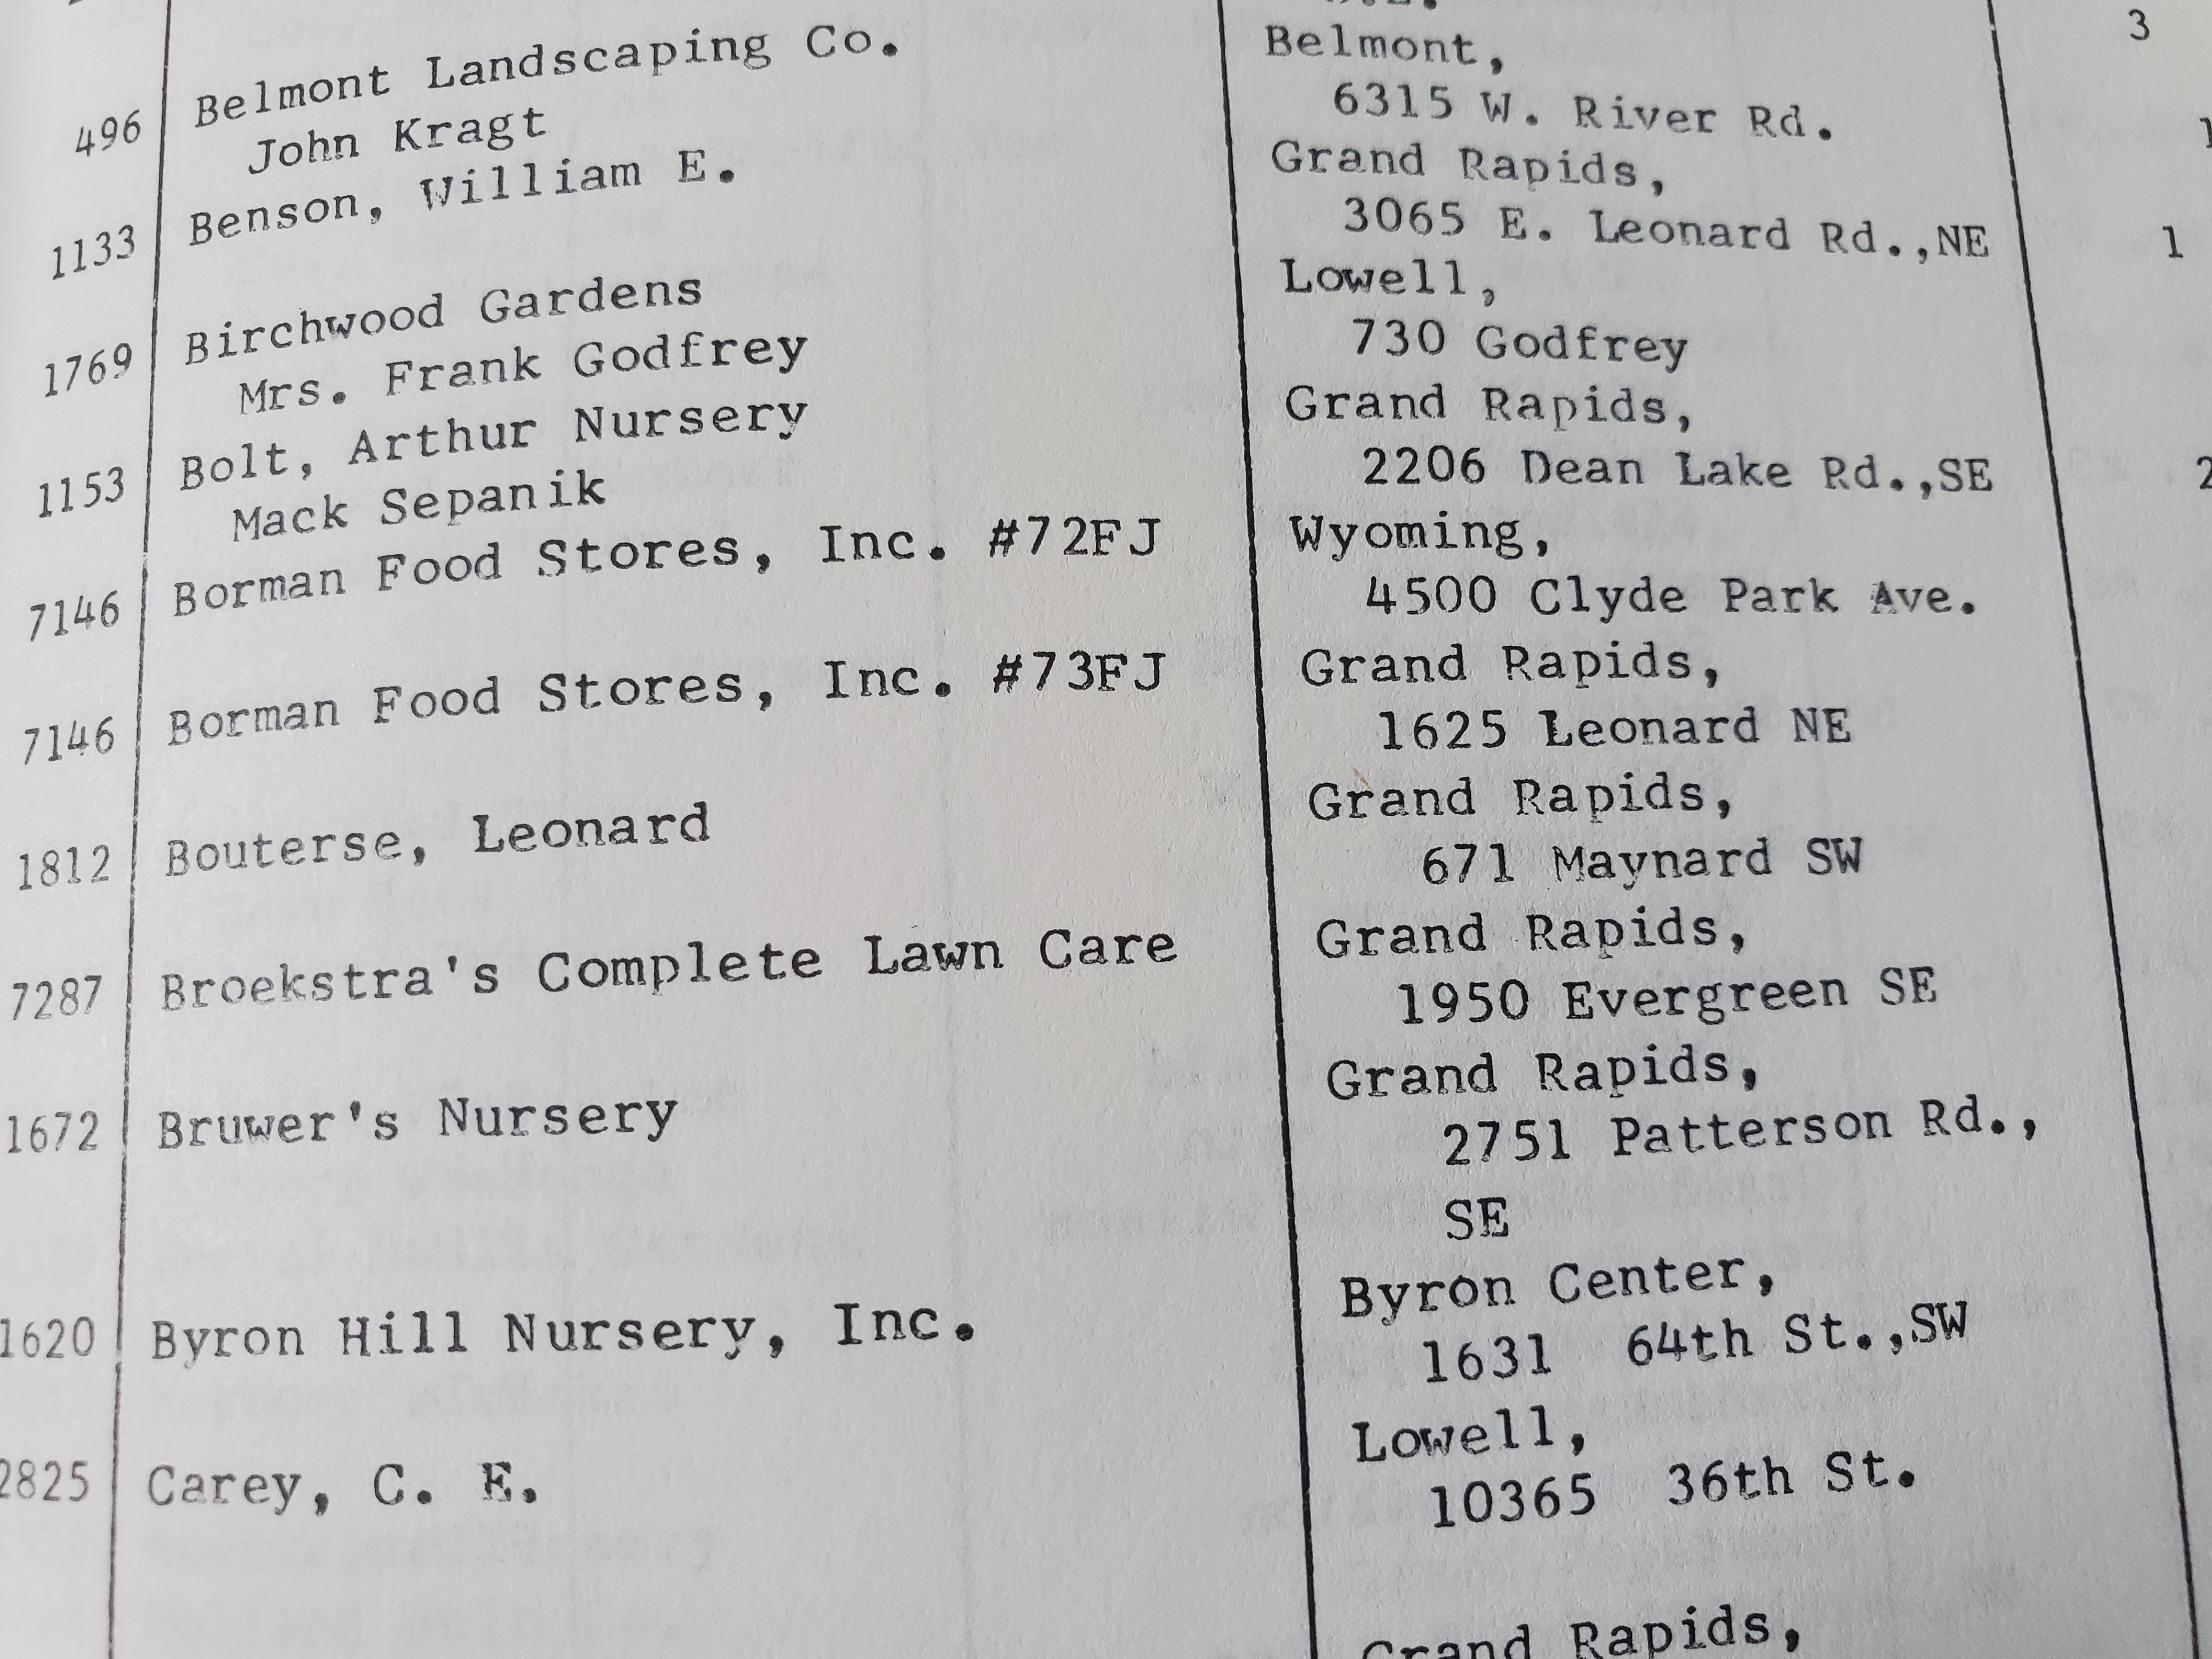 3
496 Belmont Landscaping Co. Belmont,
John Kragt 6315 W. River Rd.
1133 Benson, William E. Grand Rapids,
3065 E. Leonard Rd.,NE 1
1769 Birchwood Gardens Lowell,
Mrs. Frank Godfrey 730 Godfrey
1153 Bolt, Arthur Nursery Grand Rapids,
Mack Sepanik 2206 Dean Lake Rd.,SE 2
7146 Borman Food Stores, Inc. #72FJ Wyoming,
4500 Clyde Park Ave.
7146 Borman Food Stores, Inc. #73FJ Grand Rapids,
1625 Leonard NE
1812 Bouterse, Leonard Grand Rapids,
671 Maynard SW
7287 Broekstra's Complete Lawn Care Grand Rapids,
1950 Evergreen SE
1672 Bruwer's Nursery Grand Rapids,
2751 Patterson Rd.,
SE
1620 Byron Hill Nursery, Inc. Byron Center,
1631 64th St.,SW
2825 Carey, C. E. Lowell,
10365 36th St.
Grand Rapids,